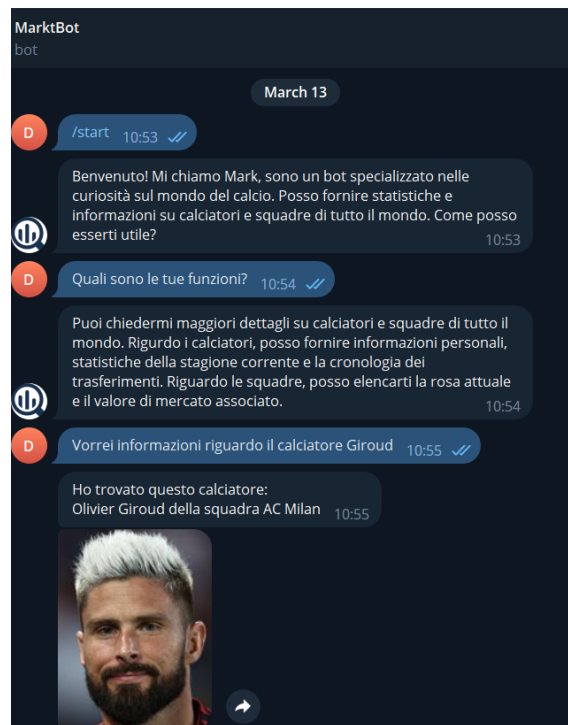 MarktBot
bot
March 13
D
/start 10:53
Benvenuto! Mi chiamo Mark, sono un bot specializzato nelle
curiosità sul mondo del calcio. Posso fornire statistiche e
informazioni su calciatori e squadre di tutto il mondo. Come posso
esserti utile?
10:53
D
Quali sono le tue funzioni? 10:54
Puoi chiedermi maggiori dettagli su calciatori e squadre di tutto il
mondo. Rigurdo i calciatori, posso fornire informazioni personali,
statistiche della stagione corrente e la cronologia dei
trasferimenti. Riguardo le squadre, posso elencarti la rosa attuale
e il valore di mercato associato.
10:54
D
Vorrei informazioni riguardo il calciatore Giroud 10:55
Ho trovato questo calciatore:
Olivier Giroud della squadra AC Milan 10:55